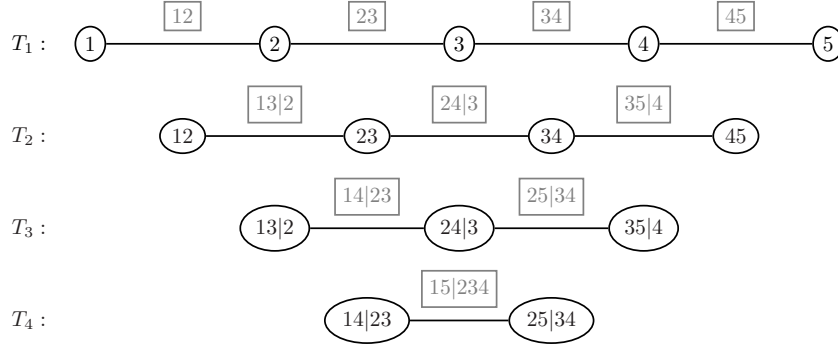 12 23 34 45
T₁ : 1 2 3 4 5
13|2 24|3 35|4
T₂ : 12 23 34 45
14|23 25|34
T₃ : 13|2 24|3 35|4
15|234
T₄ : 14|23 25|34